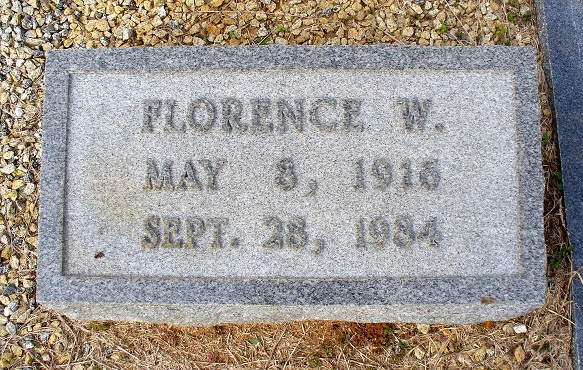 FLORENCE W.
MAY 8, 1916
SEPT. 28, 1984